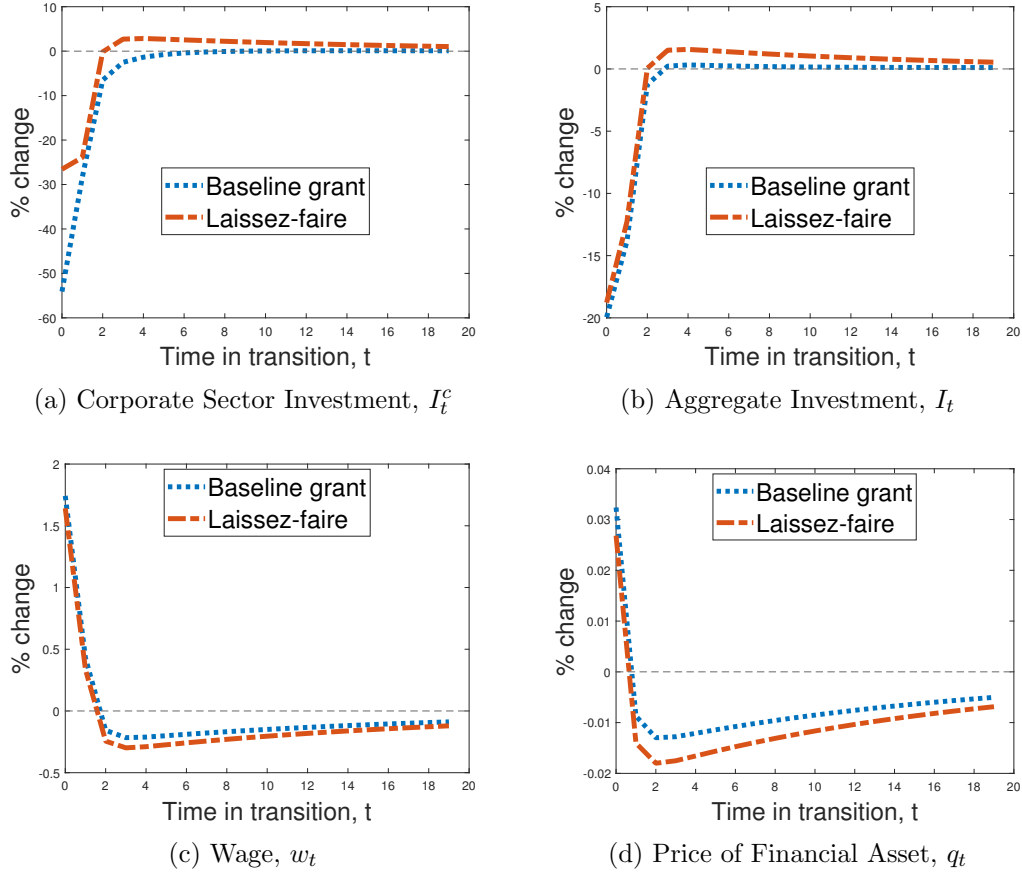 10
0
-10
-20
-30
-40
-50
-60
% change
Baseline grant
Laissez-faire
0 2 4 6 8 10 12 14 16 18 20
Time in transition, t
(a) Corporate Sector Investment, $I_t^c$
5
0
-5
-10
-15
-20
% change
Baseline grant
Laissez-faire
0 2 4 6 8 10 12 14 16 18 20
Time in transition, t
(b) Aggregate Investment, $I_t$
2
1.5
1
0.5
0
-0.5
% change
Baseline grant
Laissez-faire
0 2 4 6 8 10 12 14 16 18 20
Time in transition, t
(c) Wage, $w_t$
0.04
0.03
0.02
0.01
0
-0.01
-0.02
% change
Baseline grant
Laissez-faire
0 2 4 6 8 10 12 14 16 18 20
Time in transition, t
(d) Price of Financial Asset, $q_t$